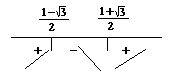 1-√3 1+√3
2 2
+ - +